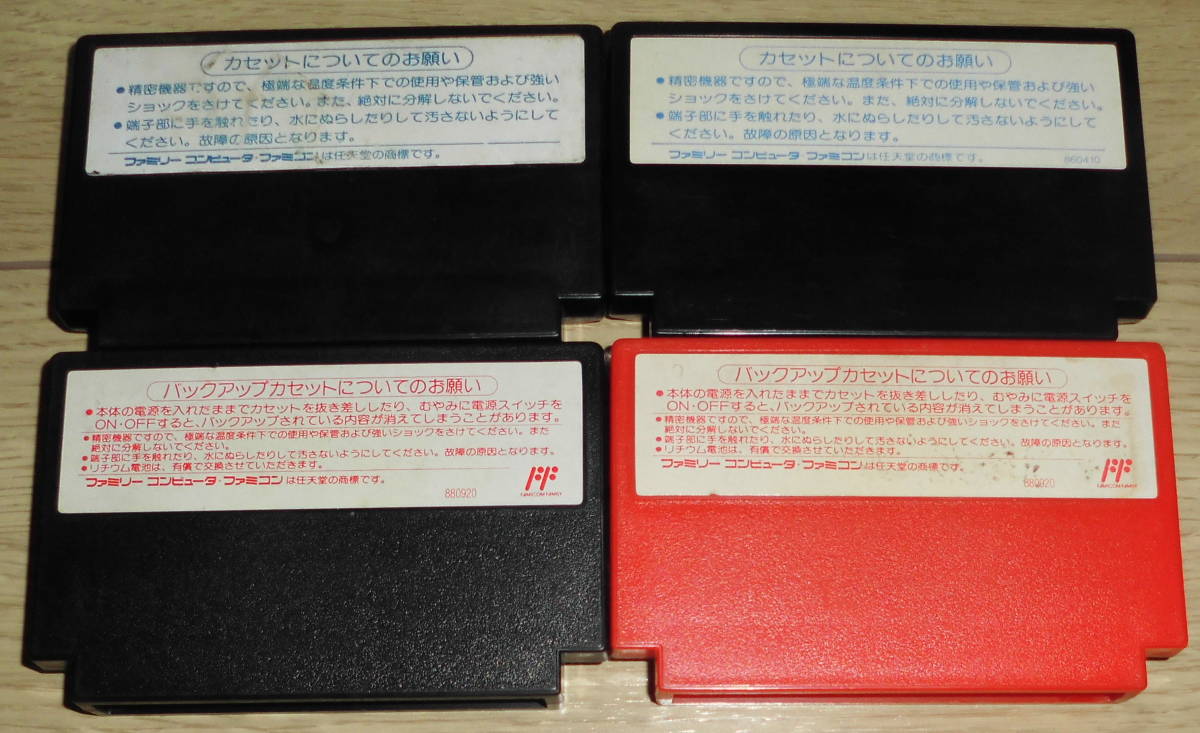 カセットについてのお願い
●精密機器ですので、極端な温度条件下での使用や保管および強い
ショックをさけてください。また、絶対に分解しないでください。
●端子部に手を触れたり、水にぬらしたりして汚さないようにして
ください。故障の原因となります。
ファミリー コンピュータ・ファミコンは任天堂の商標です。
カセットについてのお願い
●精密機器ですので、極端な温度条件下での使用や保管および強い
ショックをさけてください。また、絶対に分解しないでください。
●端子部に手を触れたり、水にぬらしたりして汚さないようにして
ください。故障の原因となります。
ファミリー コンピュータ・ファミコンは任天堂の商標です。 860410
バックアップカセットについてのお願い
●本体の電源を入れたままでカセットを抜き差ししたり、むやみに電源スイッチを
ON・OFFすると、バックアップされている内容が消えてしまうことがあります。
●精密機器ですので、極端な温度条件下での使用や保管および強いショックをさけてください。また
絶対に分解しないでください。
●端子部に手を触れたり、水にぬらしたりして汚さないようにしてください。故障の原因となります。
●リチウム電池は、有償で交換させていただきます。
ファミリー コンピュータ・ファミコンは任天堂の商標です。
880920
FF
NAMCOM FAMILY
バックアップカセットについてのお願い
●本体の電源を入れたままでカセットを抜き差ししたり、むやみに電源スイッチを
ON・OFFすると、バックアップされている内容が消えてしまうことがあります。
●精密機器ですので、極端な温度条件下での使用や保管および強いショックをさけてください。また
絶対に分解しないでください。
●端子部に手を触れたり、水にぬらしたりして汚さないようにしてください。故障の原因となります。
●リチウム電池は、有償で交換させていただきます。
ファミリー コンピュータ・ファミコンは任天堂の商標です。
880920
FF